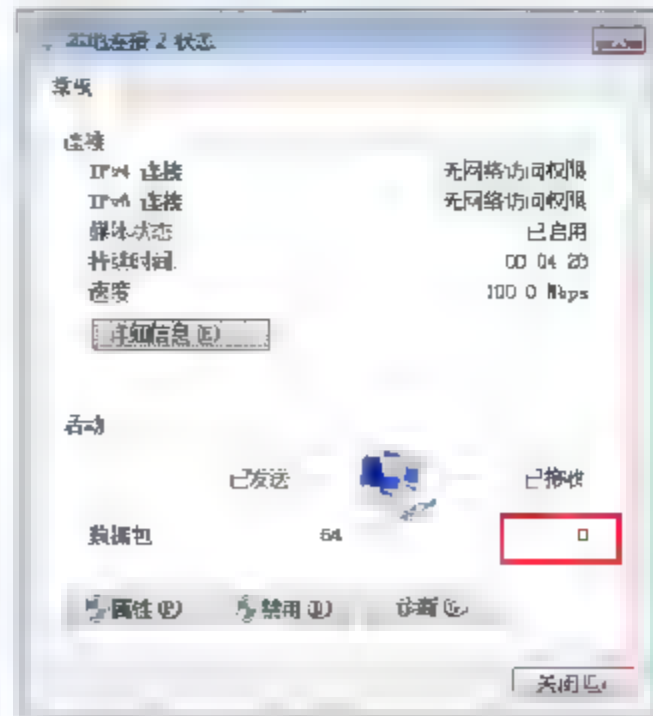 本地连接 2 状态
常规
连接
IPv4 连接 无网络访问权限
IPv6 连接 无网络访问权限
媒体状态 已启用
持续时间: 00:04:20
速度 100.0 Mbps
详细信息(E)
活动
已发送 已接收
数据包 54 0
属性(P) 禁用(D) 诊断(G)
关闭(C)